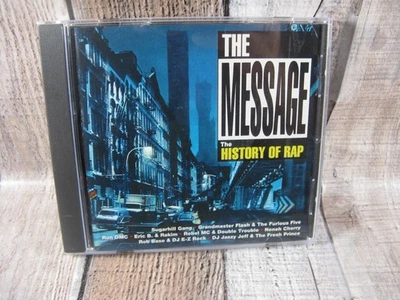 THE
MESSAGE
The
HISTORY OF RAP
Sugarhill Gang · Grandmaster Flash & The Furious Five
Run DMC · Eric B. & Rakim · Rebel MC & Double Trouble · Neneh Cherry
Rob Base & DJ E-Z Rock · DJ Jazzy Jeff & The Fresh Prince